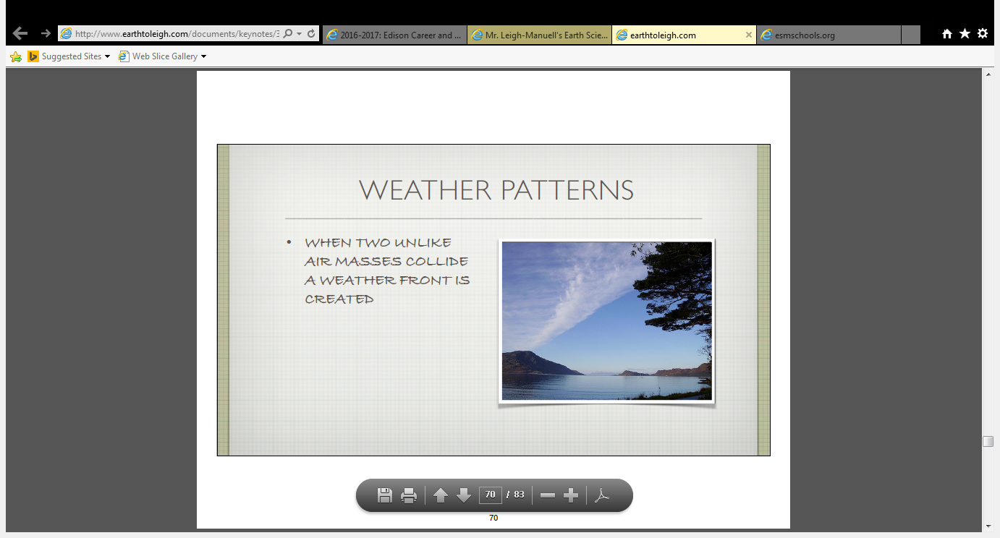 http://www.earthtoleigh.com/documents/keynotes/3
2016-2017: Edison Career and ...
Mr. Leigh-Manuell's Earth Scie...
earthtoleigh.com
esmschools.org
Suggested Sites
Web Slice Gallery
WEATHER PATTERNS
• WHEN TWO UNLIKE
AIR MASSES COLLIDE
A WEATHER FRONT IS
CREATED
70 / 83
70